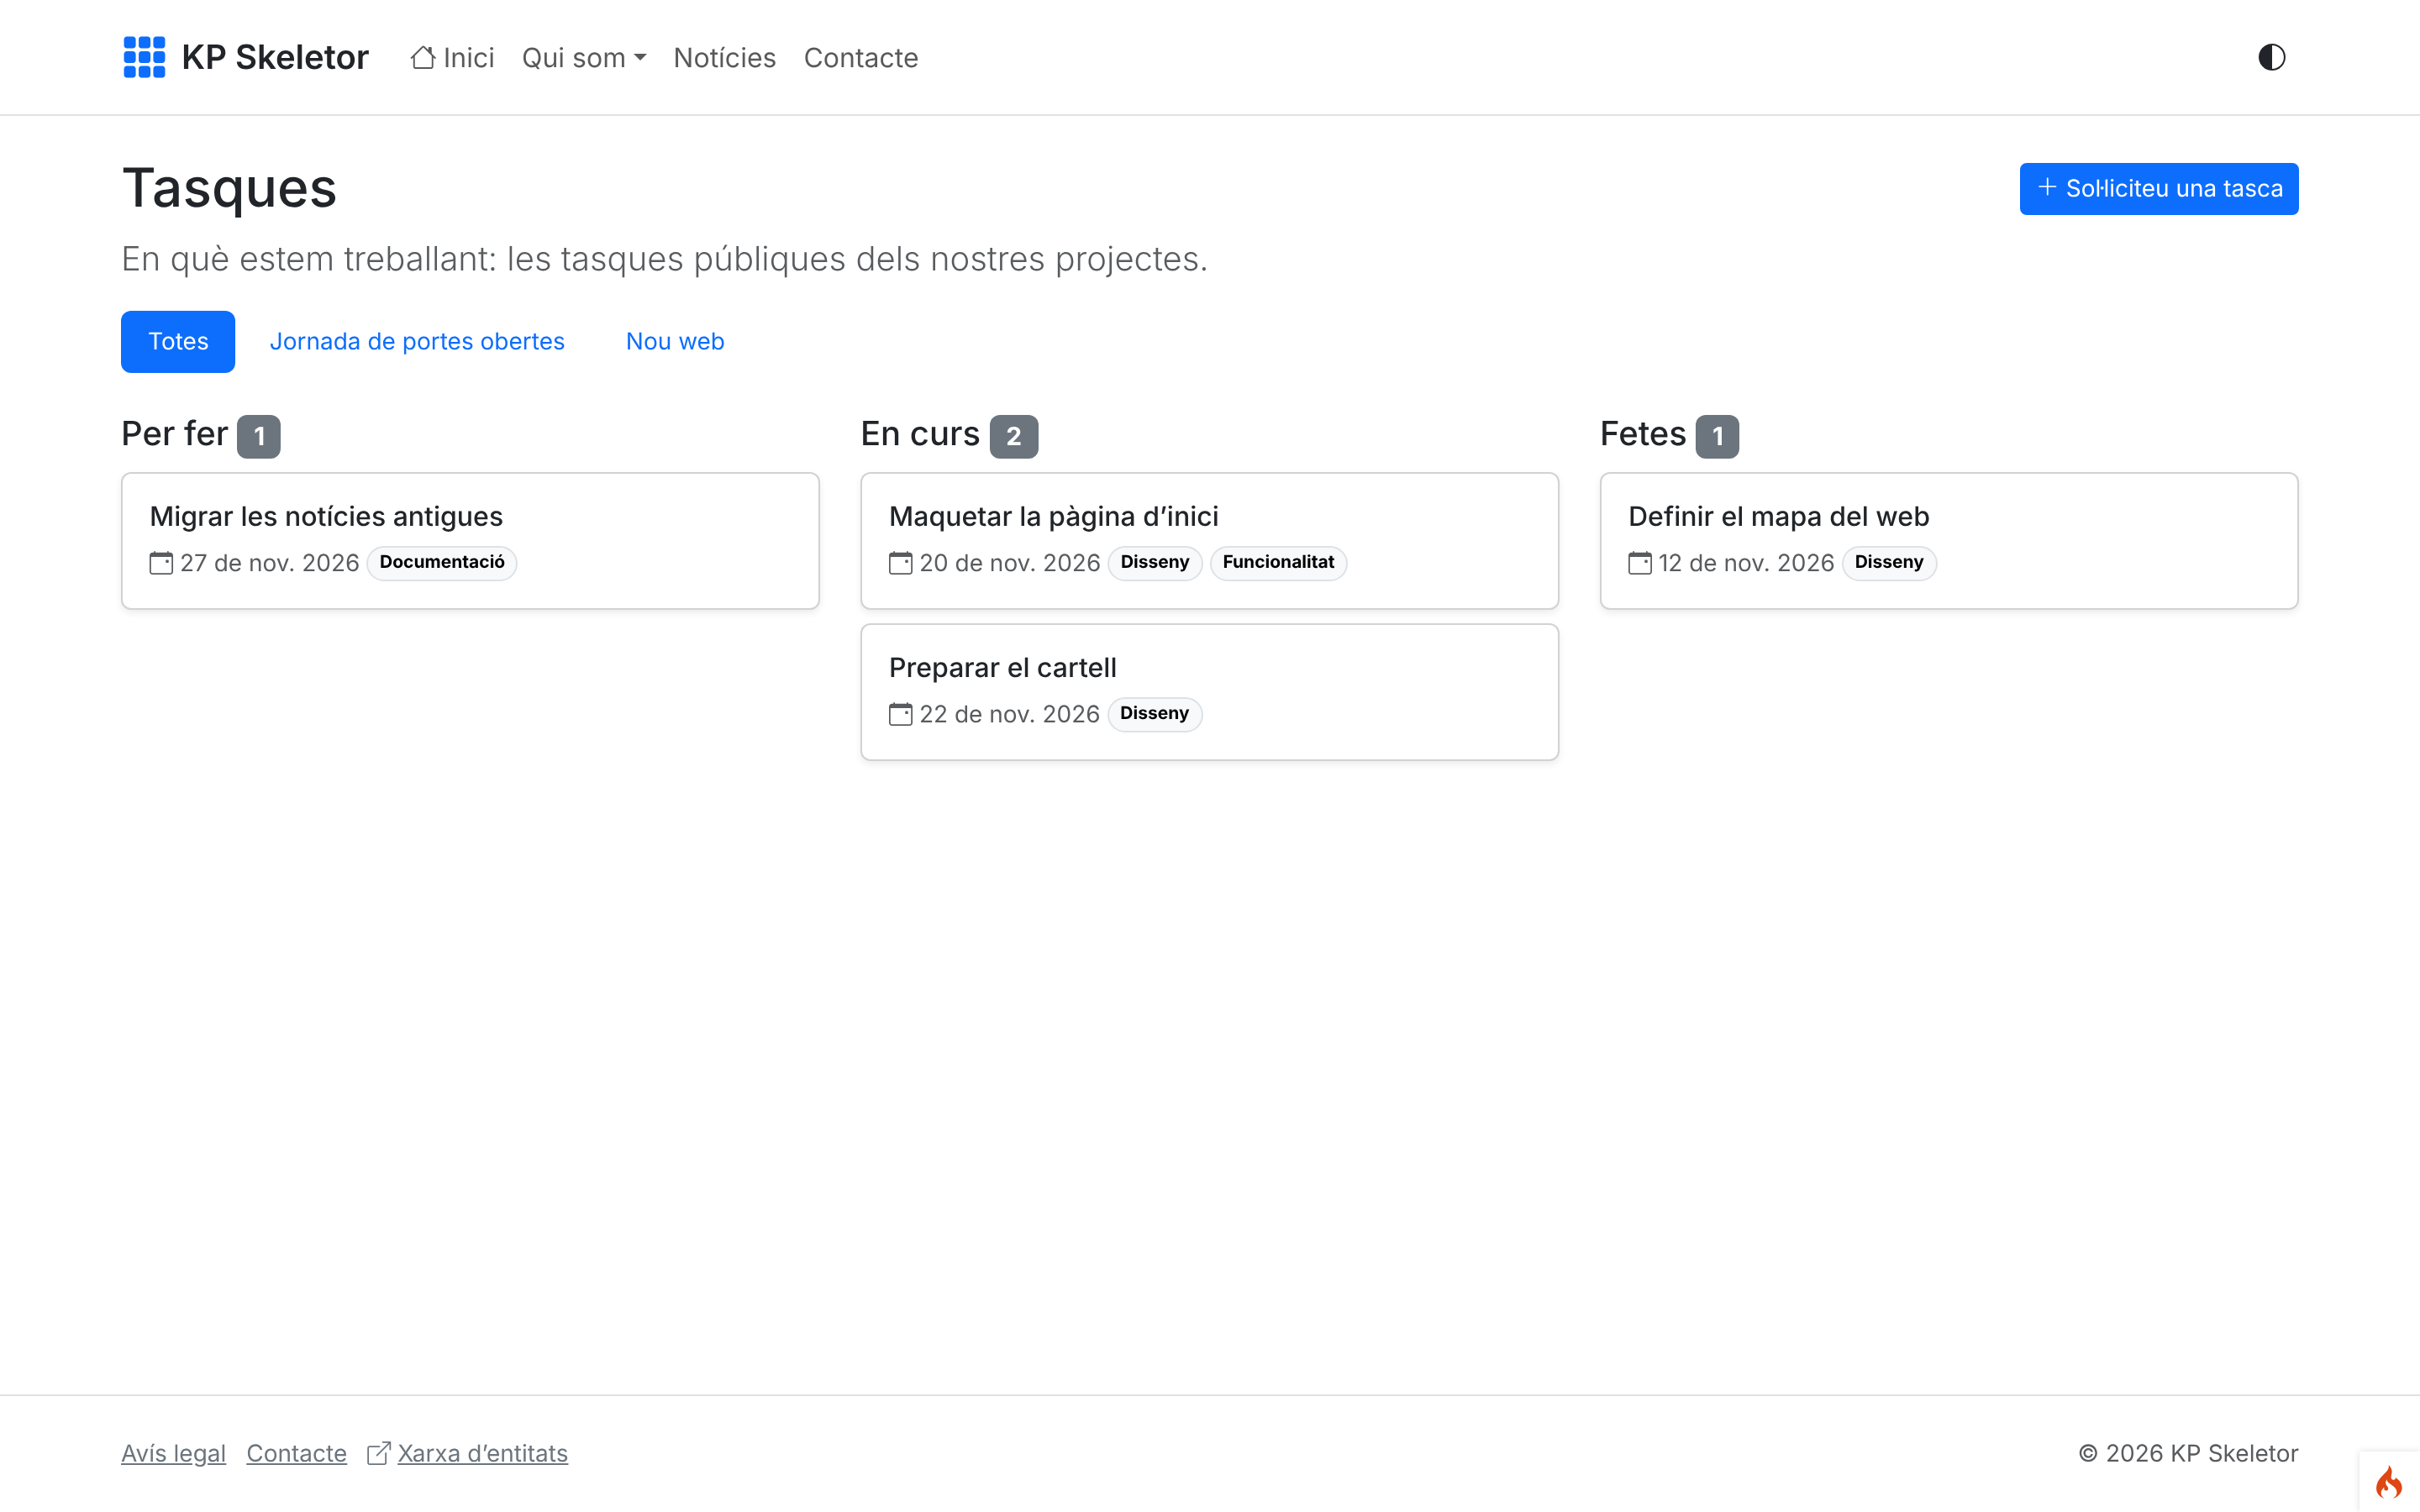 KP Skeletor Inici Qui som Notícies Contacte
Tasques
Sol·liciteu una tasca
En què estem treballant: les tasques públiques dels nostres projectes.
Totes Jornada de portes obertes Nou web
Per fer 1
Migrar les notícies antigues
27 de nov. 2026 Documentació
En curs 2
Maquetar la pàgina d’inici
20 de nov. 2026 Disseny Funcionalitat
Preparar el cartell
22 de nov. 2026 Disseny
Fetes 1
Definir el mapa del web
12 de nov. 2026 Disseny
Avís legal Contacte Xarxa d’entitats
© 2026 KP Skeletor